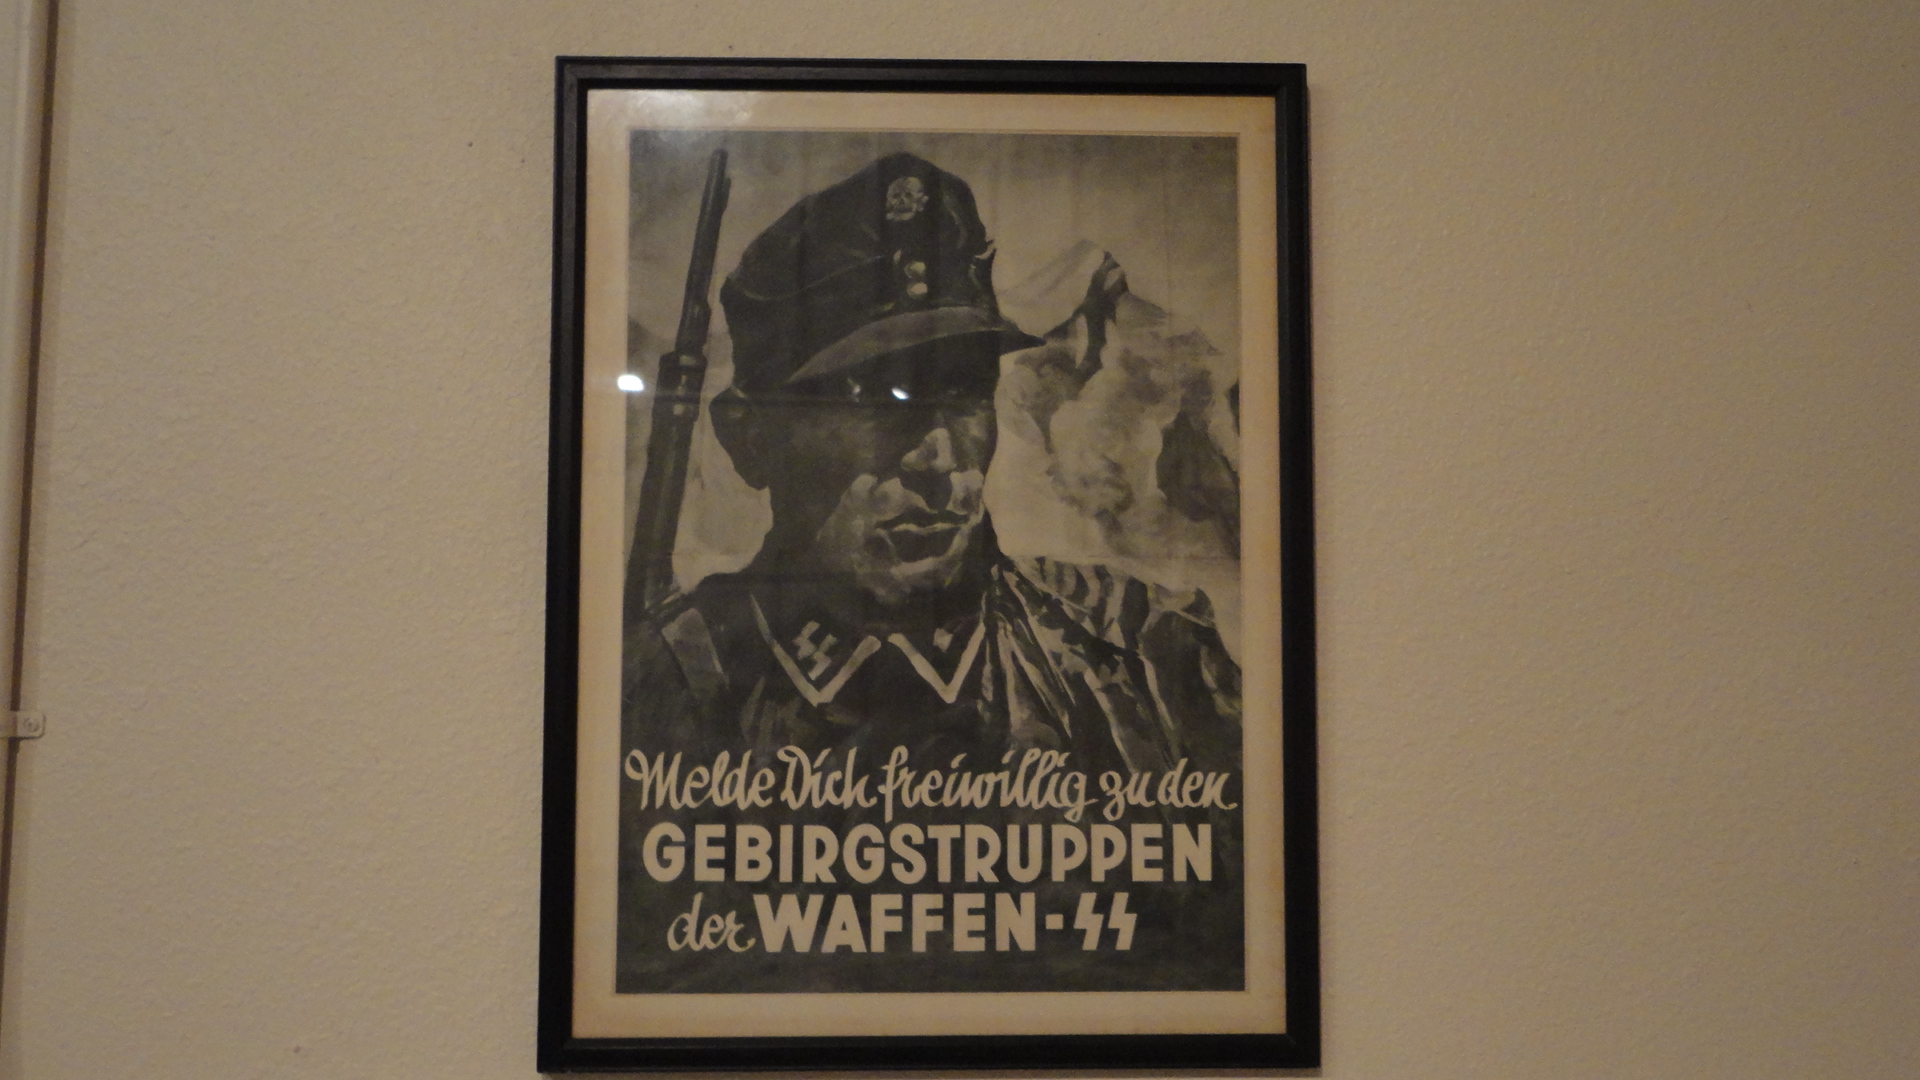 Melde Dich freiwillig zu den
GEBIRGSTRUPPEN
der WAFFEN-SS